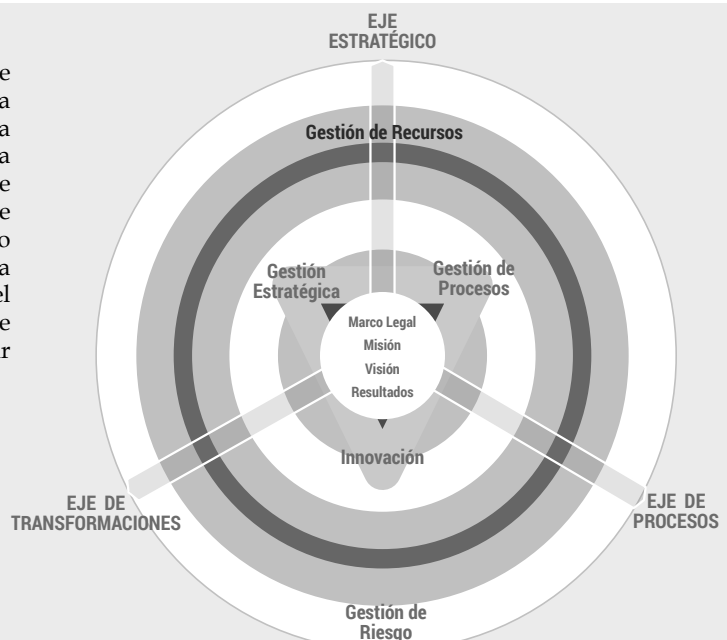 EJE
ESTRATÉGICO
e
a
a
a
e
e
o
a
el
e
r
Gestión de Recursos
Gestión
Estratégica
Gestión de
Procesos
Marco Legal
Misión
Visión
Resultados
Innovación
EJE DE
TRANSFORMACIONES
EJE DE
PROCESOS
Gestión de
Riesgo